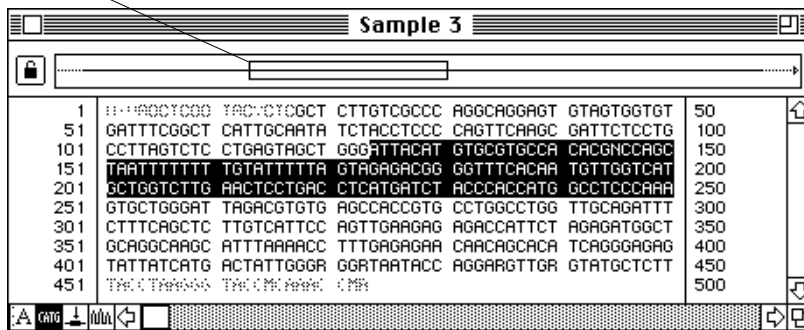 Sample 3
1 CTTGTCGCCC AGGCAGGAGT GTAGTGGTGT 50
51 GATTTCGGCT CATTGCAATA TCTACCTCCC CAGTTCAAGC GATTCTCCTG 100
101 CCTTAGTCTC CTGAGTAGCT GGGATTACAT GTGCGTGCCA CACGNCCAGC 150
151 TAATTTTTTT TGTATTTTTA GTAGAGACGG GGTTTCACAA TGTTGGTCAT 200
201 GCTGGTCTTG AACTCCTGAC CTCATGATCT ACCCACCATG GCCTCCCAAA 250
251 GTGCTGGGAT TAGACGTGTG AGCCACCGTG CCTGGCCTGG TTGCAGATTT 300
301 CTTTCAGCTC TTGTCATTCC AGTTGAAGAG AGACCATTCT AGAGATGGCT 350
351 GCAGGCAAGC ATTTAAAACC TTTGAGAGAA CAACAGCACA TCAGGGAGAG 400
401 TATTATCATG ACTATTGGGR GGRTAATACC AGGARGTTGR GTATGCTCTT 450
451 500
A CATG